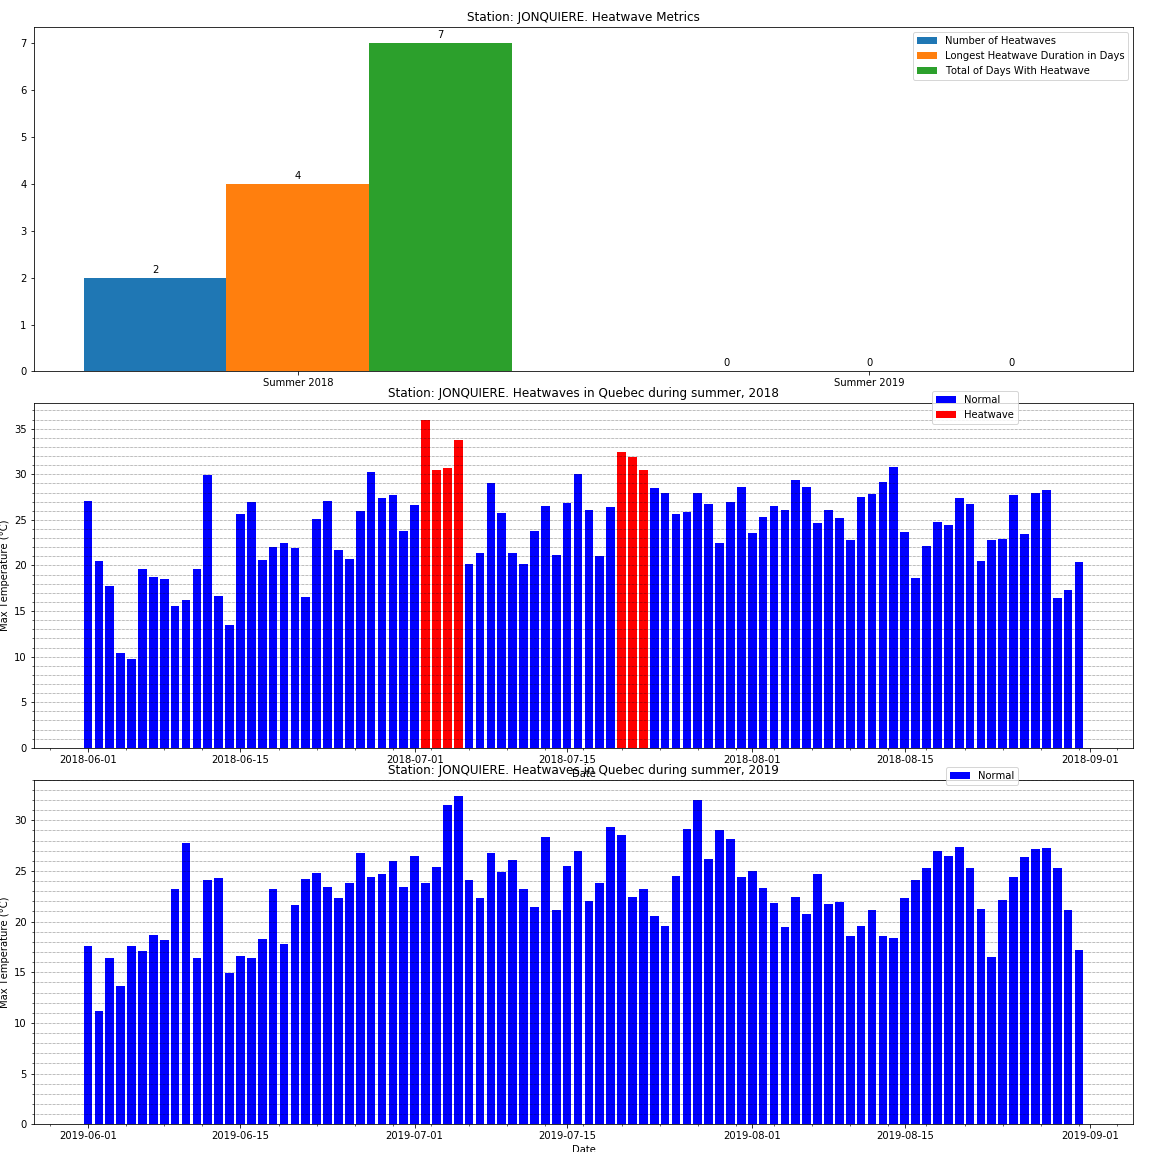 Station: JONQUIERE. Heatwave Metrics
7
6
5
4
3
2
1
0
2
4
7
0
0
0
Number of Heatwaves
Longest Heatwave Duration in Days
Total of Days With Heatwave
Summer 2018
Summer 2019
Station: JONQUIERE. Heatwaves in Quebec during summer, 2018
Normal
Heatwave
Max Temperature (°C)
35
30
25
20
15
10
5
0
2018-06-01
2018-06-15
2018-07-01
2018-07-15
2018-08-01
2018-08-15
2018-09-01
Date
Station: JONQUIERE. Heatwaves in Quebec during summer, 2019
Normal
Max Temperature (°C)
30
25
20
15
10
5
0
2019-06-01
2019-06-15
2019-07-01
2019-07-15
2019-08-01
2019-08-15
2019-09-01
Date